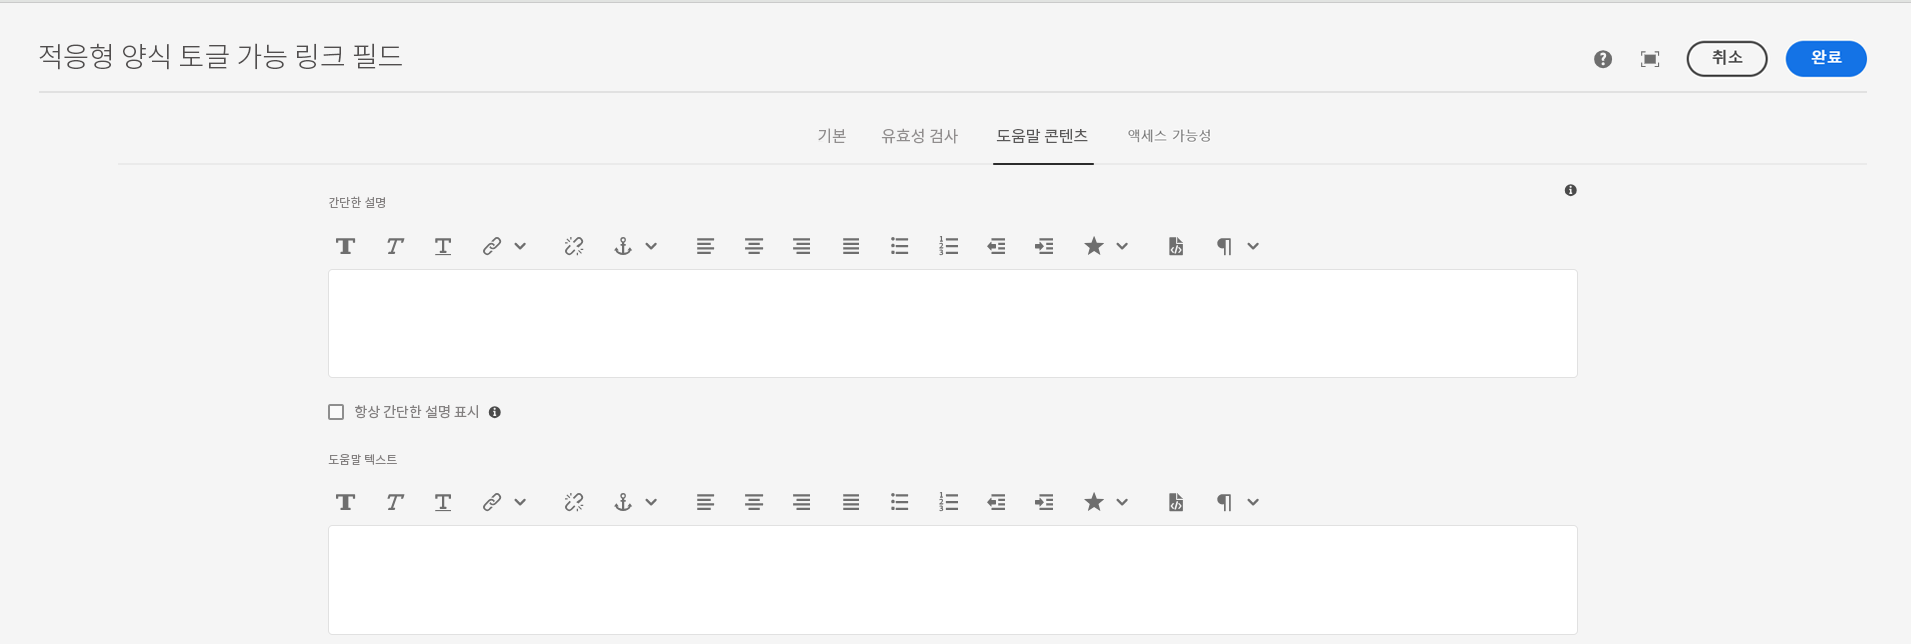 적응형 양식 토글 가능 링크 필드
취소
완료
기본
유효성 검사
도움말 콘텐츠
액세스 가능성
간단한 설명
항상 간단한 설명 표시
도움말 텍스트